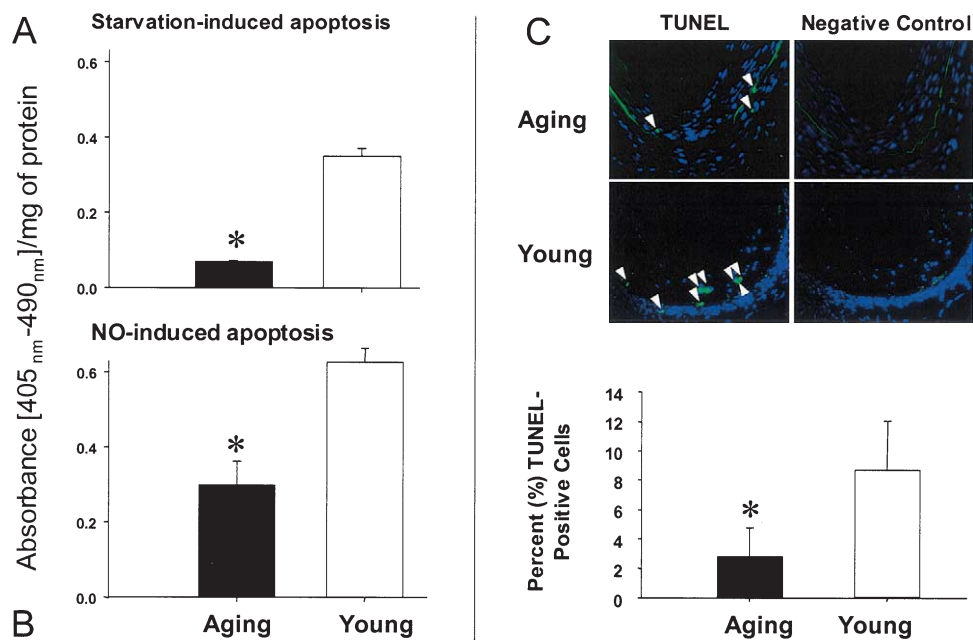 A
Starvation-induced apoptosis
0.6
0.4
0.2
0.0
*
NO-induced apoptosis
0.6
0.4
0.2
0.0
*
Absorbance [405nm-490nm]/mg of protein
B
Aging
Young
C
TUNEL
Negative Control
Aging
Young
14
12
10
8
6
4
2
0
*
Percent (%) TUNEL-
Positive Cells
Aging
Young